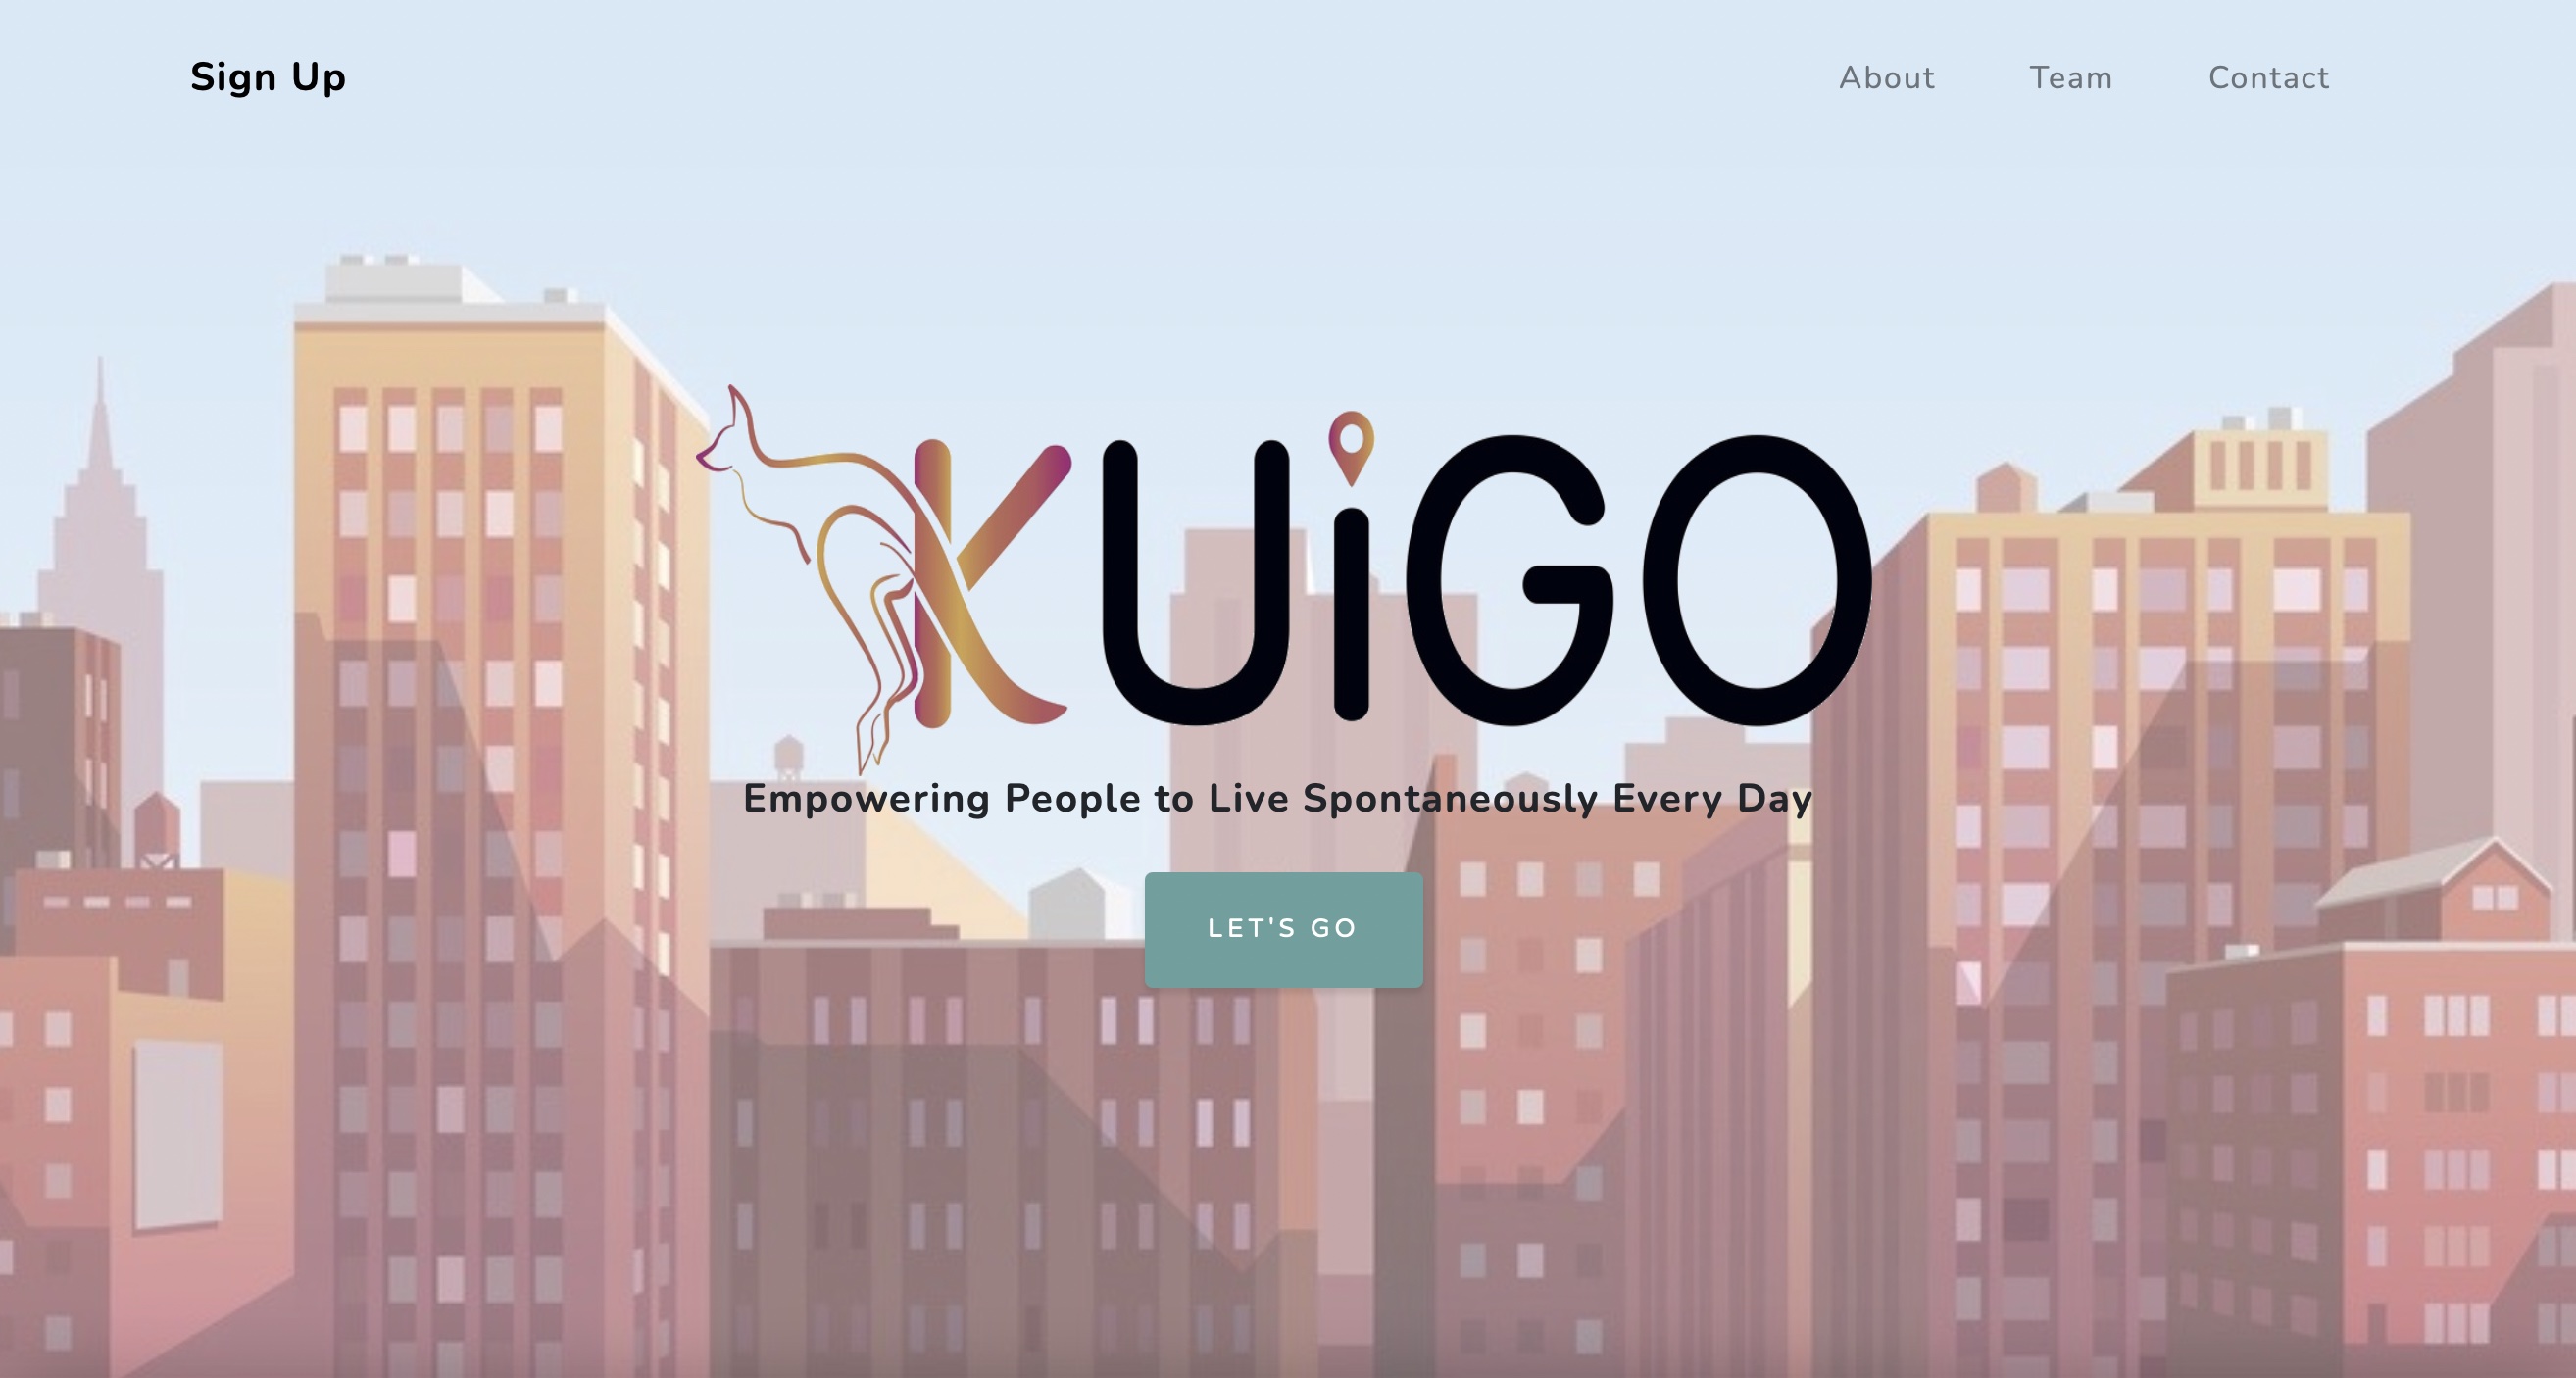 Sign Up
About
Team
Contact
KUiGO
Empowering People to Live Spontaneously Every Day
LET'S GO